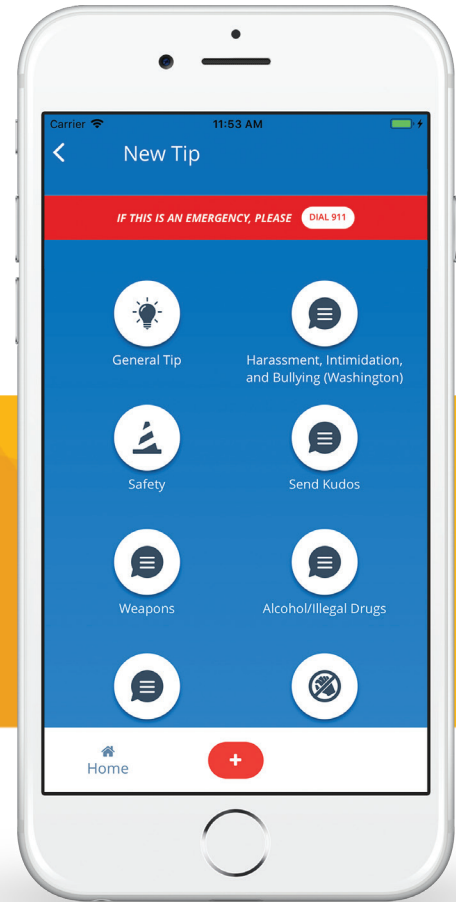 Carrier 11:53 AM
New Tip
IF THIS IS AN EMERGENCY, PLEASE DIAL 911
General Tip
Harassment, Intimidation,
and Bullying (Washington)
Safety
Send Kudos
Weapons
Alcohol/Illegal Drugs
Home
+